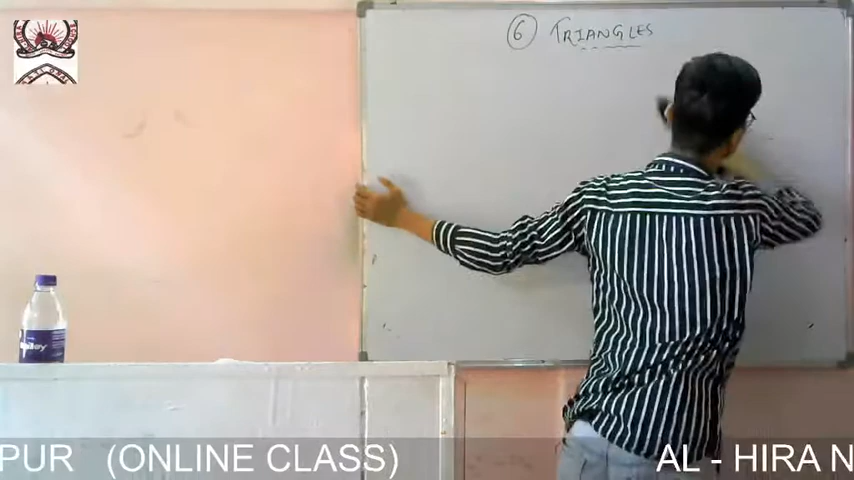 ⑥ TRIANGLES
PUR (ONLINE CLASS) AL - HIRA N